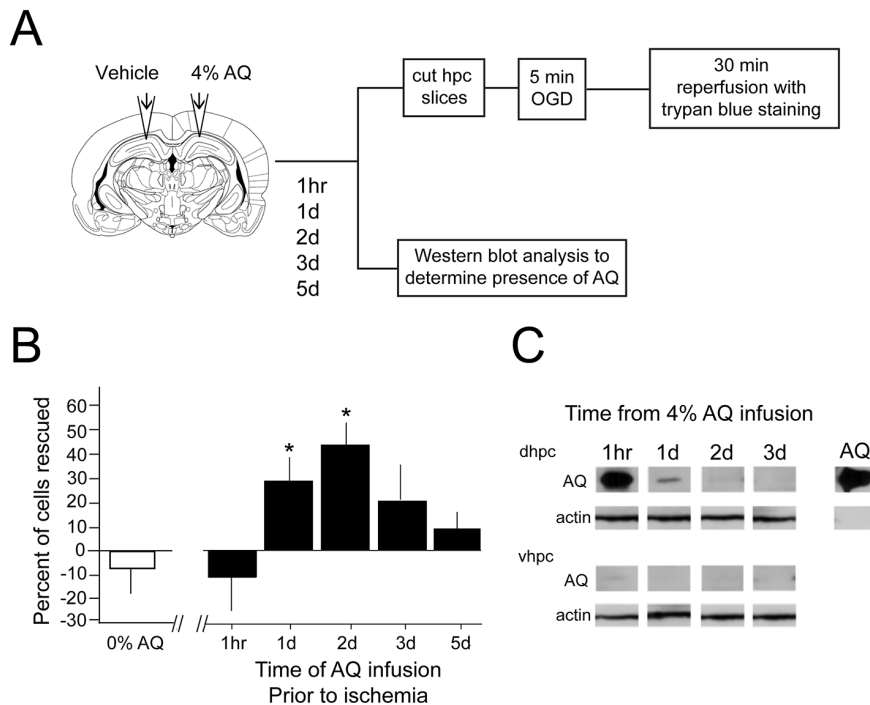 A
Vehicle 4% AQ
cut hpc
slices
5 min
OGD
30 min
reperfusion with
trypan blue staining
1hr
1d
2d
3d
5d
Western blot analysis to
determine presence of AQ
B
Percent of cells rescued
60
50
40
30
20
10
0
-10
-20
-30
* *
0% AQ // // 1hr 1d 2d 3d 5d
Time of AQ infusion
Prior to ischemia
C
Time from 4% AQ infusion
dhpc 1hr 1d 2d 3d AQ
AQ
actin
vhpc
AQ
actin